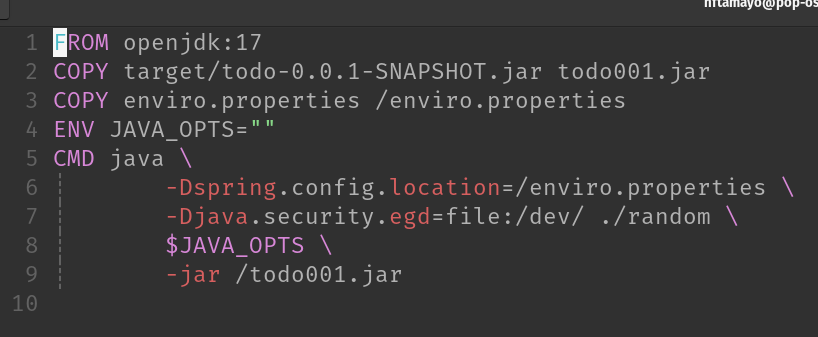 nftamayo@pop-os
1 FROM openjdk:17
2 COPY target/todo-0.0.1-SNAPSHOT.jar todo001.jar
3 COPY enviro.properties /enviro.properties
4 ENV JAVA_OPTS=""
5 CMD java \
6 -Dspring.config.location=/enviro.properties \
7 -Djava.security.egd=file:/dev/ ./random \
8 $JAVA_OPTS \
9 -jar /todo001.jar
10